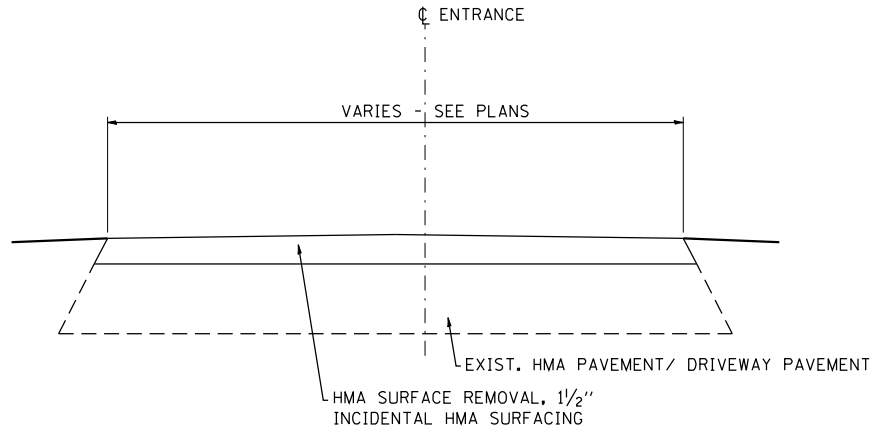 ℄ ENTRANCE
VARIES - SEE PLANS
EXIST. HMA PAVEMENT/ DRIVEWAY PAVEMENT
HMA SURFACE REMOVAL, 1½"
INCIDENTAL HMA SURFACING